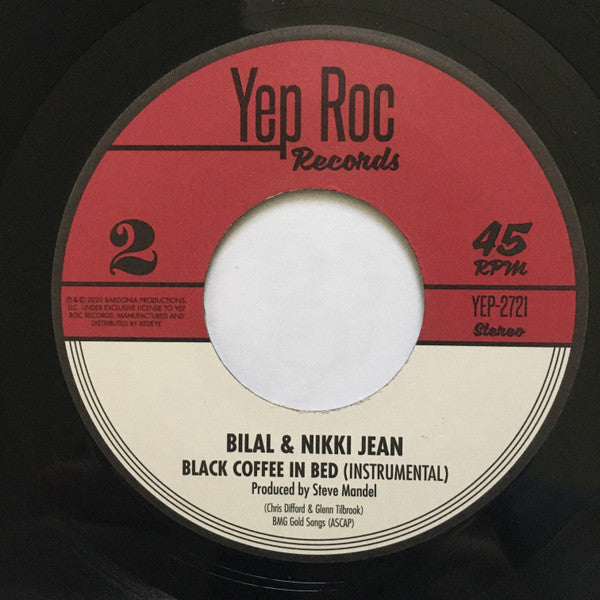 Yep Roc
Records
2
45
RPM
℗ & © 2020 BARDONIA PRODUCTIONS,
LLC. UNDER EXCLUSIVE LICENSE TO YEP
ROC RECORDS. MANUFACTURED AND
DISTRIBUTED BY REDEYE
YEP-2721
Stereo
BILAL & NIKKI JEAN
BLACK COFFEE IN BED (INSTRUMENTAL)
Produced by Steve Mandel
(Chris Difford & Glenn Tilbrook)
BMG Gold Songs (ASCAP)